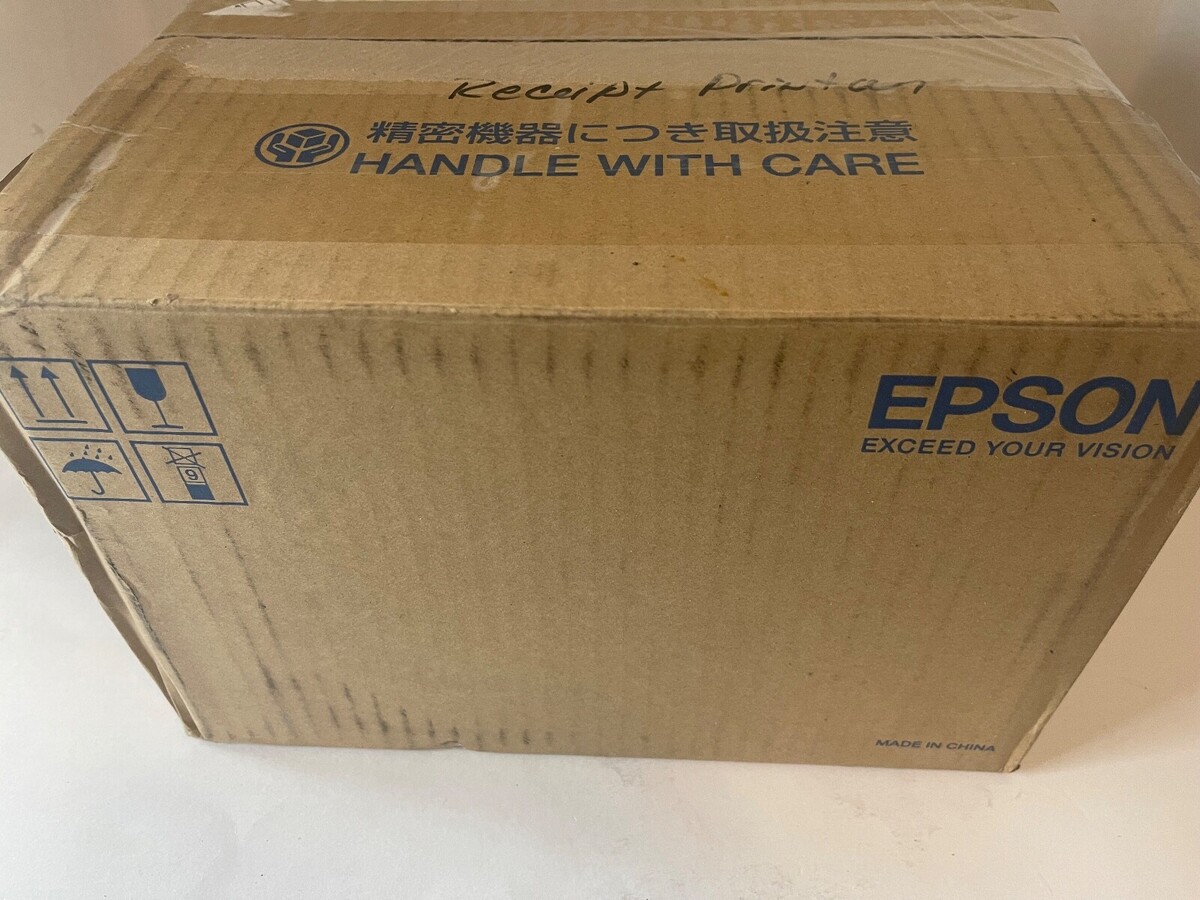 Receipt Printer
精密機器につき取扱注意
HANDLE WITH CARE
EPSON
EXCEED YOUR VISION
9
MADE IN CHINA